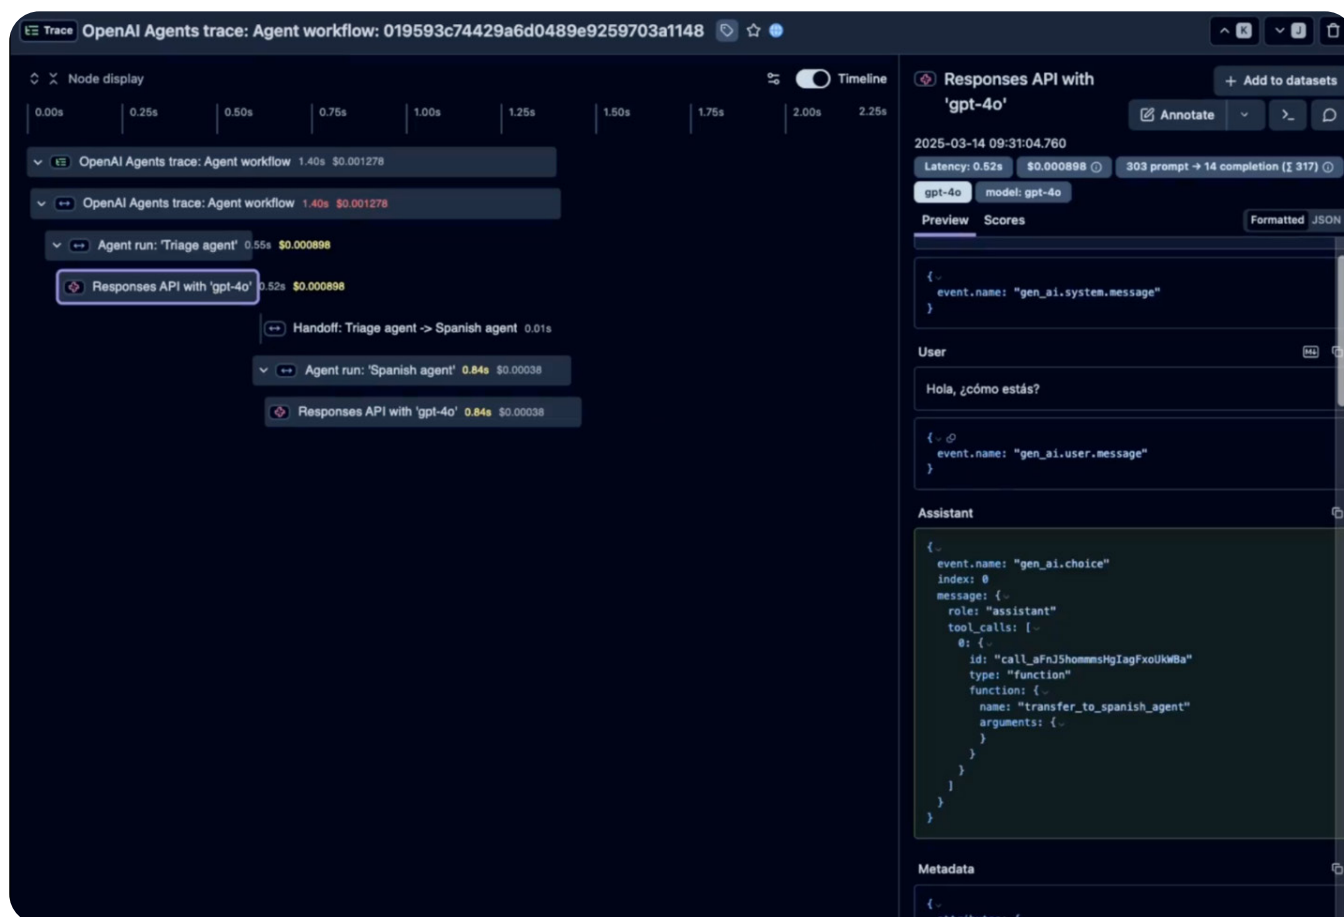 Trace OpenAI Agents trace: Agent workflow: 019593c74429a6d0489e9259703a1148 K J
Node display Timeline
0.00s 0.25s 0.50s 0.75s 1.00s 1.25s 1.50s 1.75s 2.00s 2.25s
OpenAI Agents trace: Agent workflow 1.40s $0.001278
OpenAI Agents trace: Agent workflow 1.40s $0.001278
Agent run: 'Triage agent' 0.55s $0.000898
Responses API with 'gpt-4o' 0.52s $0.000898
Handoff: Triage agent -> Spanish agent 0.01s
Agent run: 'Spanish agent' 0.84s $0.00038
Responses API with 'gpt-4o' 0.84s $0.00038
Responses API with
'gpt-4o'
+ Add to datasets
Annotate
2025-03-14 09:31:04.760
Latency: 0.52s $0.000898 303 prompt → 14 completion (∑ 317)
gpt-4o model: gpt-4o
Preview Scores Formatted JSON
{
event.name: "gen_ai.system.message"
}
User M↓
Hola, ¿cómo estás?
{
event.name: "gen_ai.user.message"
}
Assistant
{
event.name: "gen_ai.choice"
index: 0
message: {
role: "assistant"
tool_calls: [
0: {
id: "call_aFnJ5hommmsHgIagFxoUkWBa"
type: "function"
function: {
name: "transfer_to_spanish_agent"
arguments: {
}
}
}
]
}
}
Metadata
{